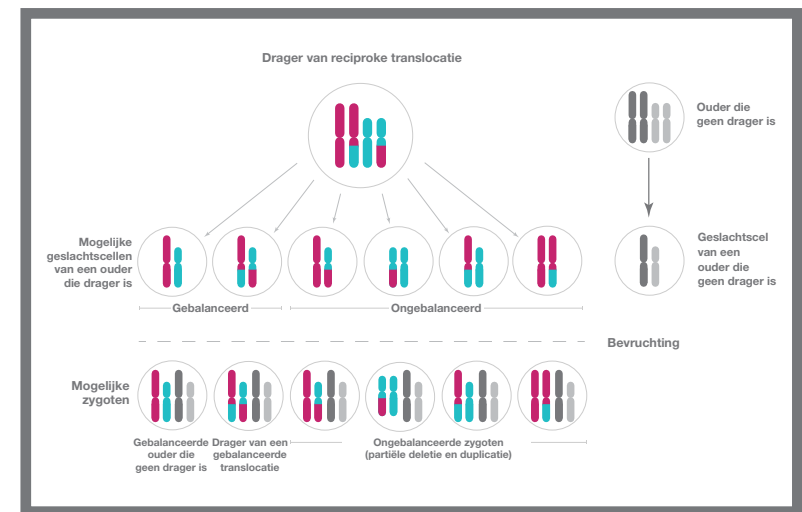 Drager van reciproke translocatie
Ouder die
geen drager is
Mogelijke
geslachtscellen
van een ouder
die drager is
Geslachtscel
van een
ouder die
geen drager is
Gebalanceerd
Ongebalanceerd
Bevruchting
Mogelijke
zygoten
Gebalanceerde
ouder die
geen drager is
Drager van een
gebalanceerde
translocatie
Ongebalanceerde zygoten
(partiële deletie en duplicatie)